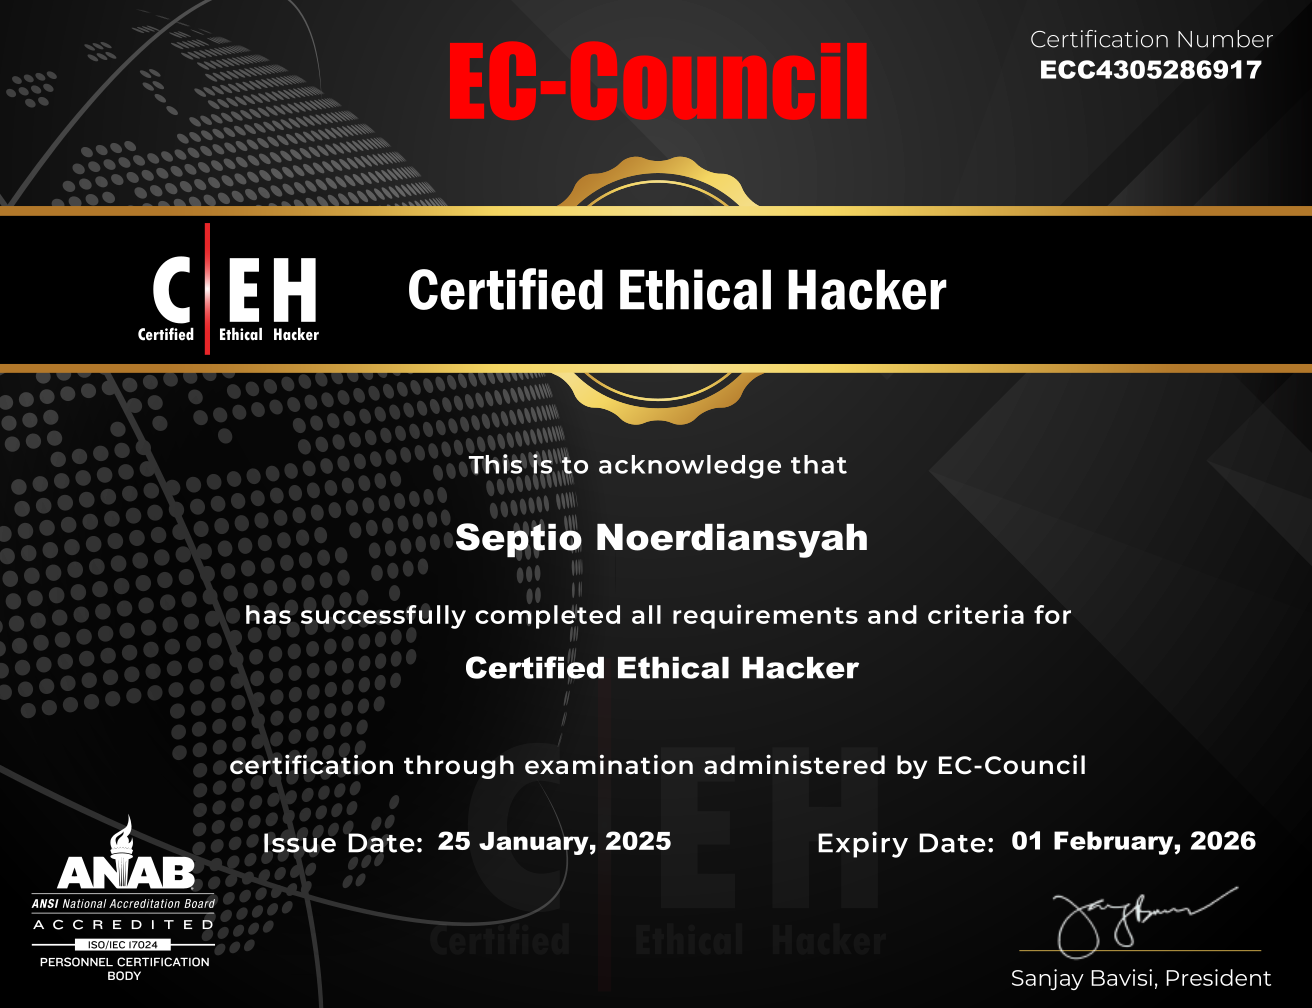 EC-Council
Certification Number
ECC4305286917
C EH
Certified Ethical Hacker
Certified Ethical Hacker
This is to acknowledge that
Septio Noerdiansyah
has successfully completed all requirements and criteria for
Certified Ethical Hacker
certification through examination administered by EC-Council
Issue Date: 25 January, 2025
Expiry Date: 01 February, 2026
C EH
Certified Ethical Hacker
ANAB
ANSI National Accreditation Board
ACCREDITED
ISO/IEC 17024
PERSONNEL CERTIFICATION
BODY
Sanjay Bavisi, President